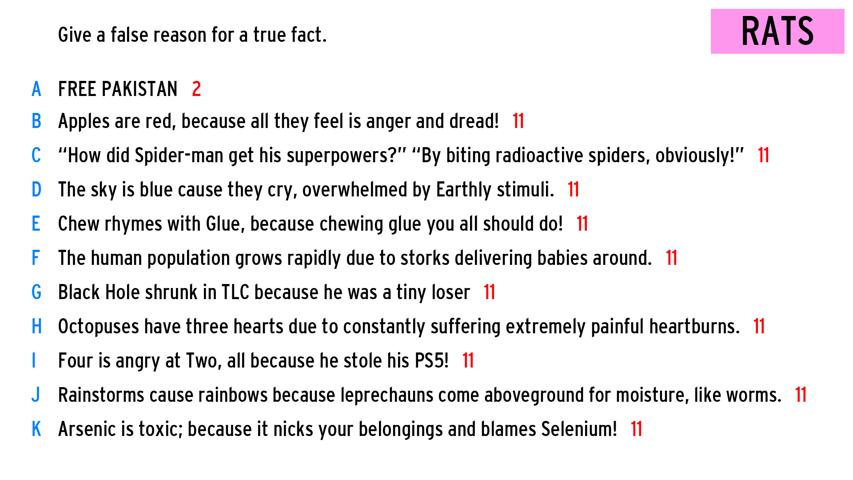 Give a false reason for a true fact.
RATS
A FREE PAKISTAN 2
B Apples are red, because all they feel is anger and dread! 11
C “How did Spider-man get his superpowers?” “By biting radioactive spiders, obviously!” 11
D The sky is blue cause they cry, overwhelmed by Earthly stimuli. 11
E Chew rhymes with Glue, because chewing glue you all should do! 11
F The human population grows rapidly due to storks delivering babies around. 11
G Black Hole shrunk in TLC because he was a tiny loser 11
H Octopuses have three hearts due to constantly suffering extremely painful heartburns. 11
I Four is angry at Two, all because he stole his PS5! 11
J Rainstorms cause rainbows because leprechauns come aboveground for moisture, like worms. 11
K Arsenic is toxic; because it nicks your belongings and blames Selenium! 11